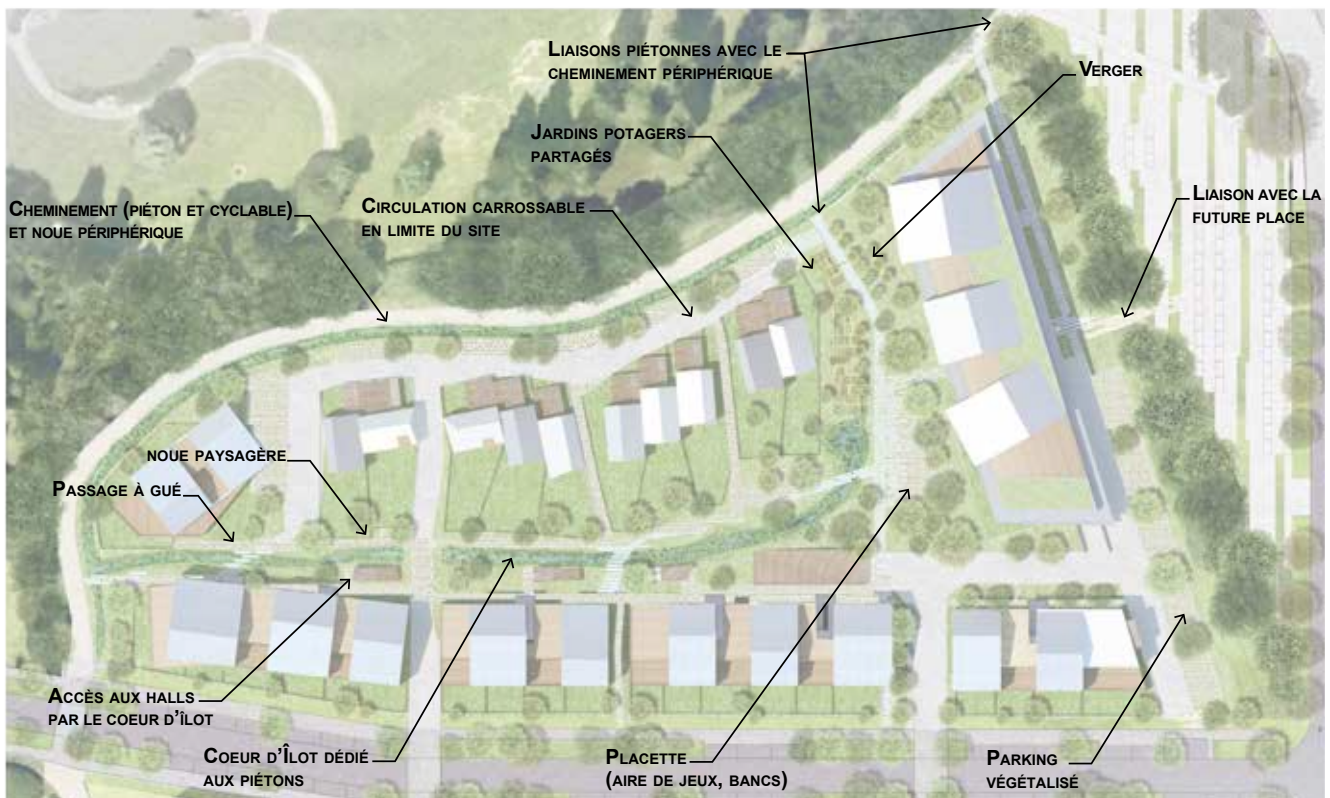 Liaisons piétonnes avec le
cheminement périphérique
Verger
Jardins potagers
partagés
Cheminement (piéton et cyclable)
et noue périphérique
Circulation carrossable
en limite du site
Liaison avec la
future place
noue paysagère
Passage à gué
Accès aux halls
par le coeur d'îlot
Coeur d'Îlot dédié
aux piétons
Placette
(aire de jeux, bancs)
Parking
végétalisé